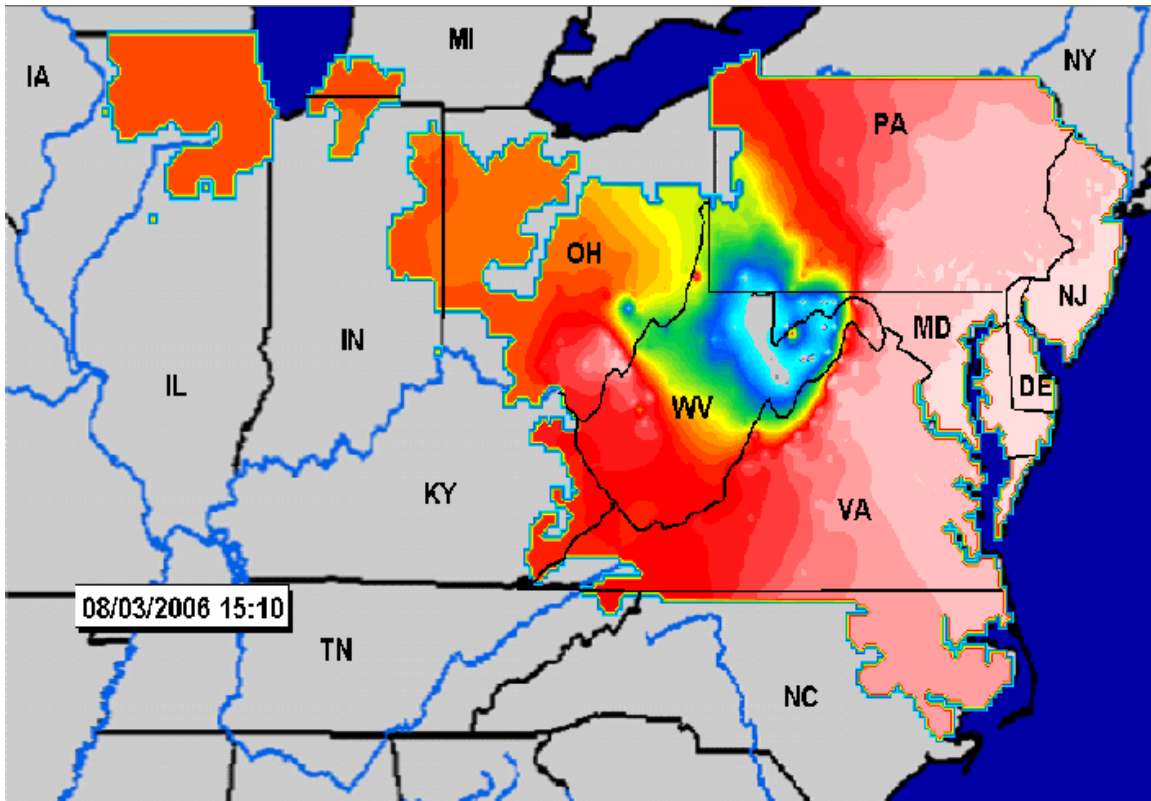 MI
IA
NY
PA
OH
NJ
MD
IN
DE
IL
WV
KY
VA
08/03/2006 15:10
TN
NC